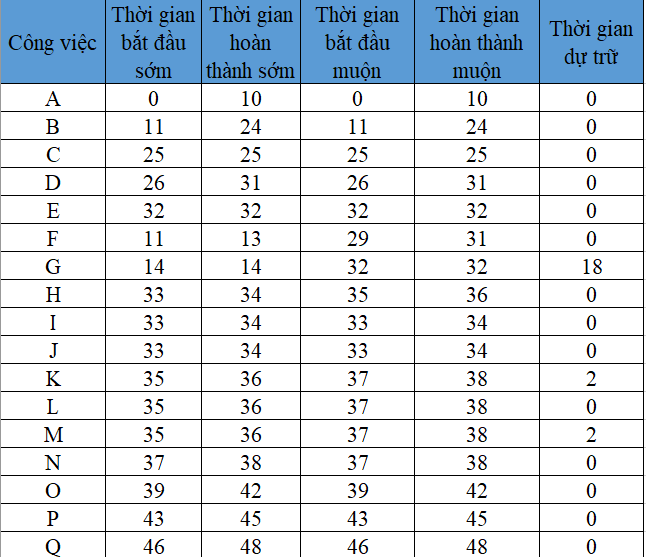 Công việc Thời gian bắt đầu sớm Thời gian hoàn thành sớm Thời gian bắt đầu muộn Thời gian hoàn thành muộn Thời gian dự trữ
A 0 10 0 10 0
B 11 24 11 24 0
C 25 25 25 25 0
D 26 31 26 31 0
E 32 32 32 32 0
F 11 13 29 31 0
G 14 14 32 32 18
H 33 34 35 36 0
I 33 34 33 34 0
J 33 34 33 34 0
K 35 36 37 38 2
L 35 36 37 38 0
M 35 36 37 38 2
N 37 38 37 38 0
O 39 42 39 42 0
P 43 45 43 45 0
Q 46 48 46 48 0